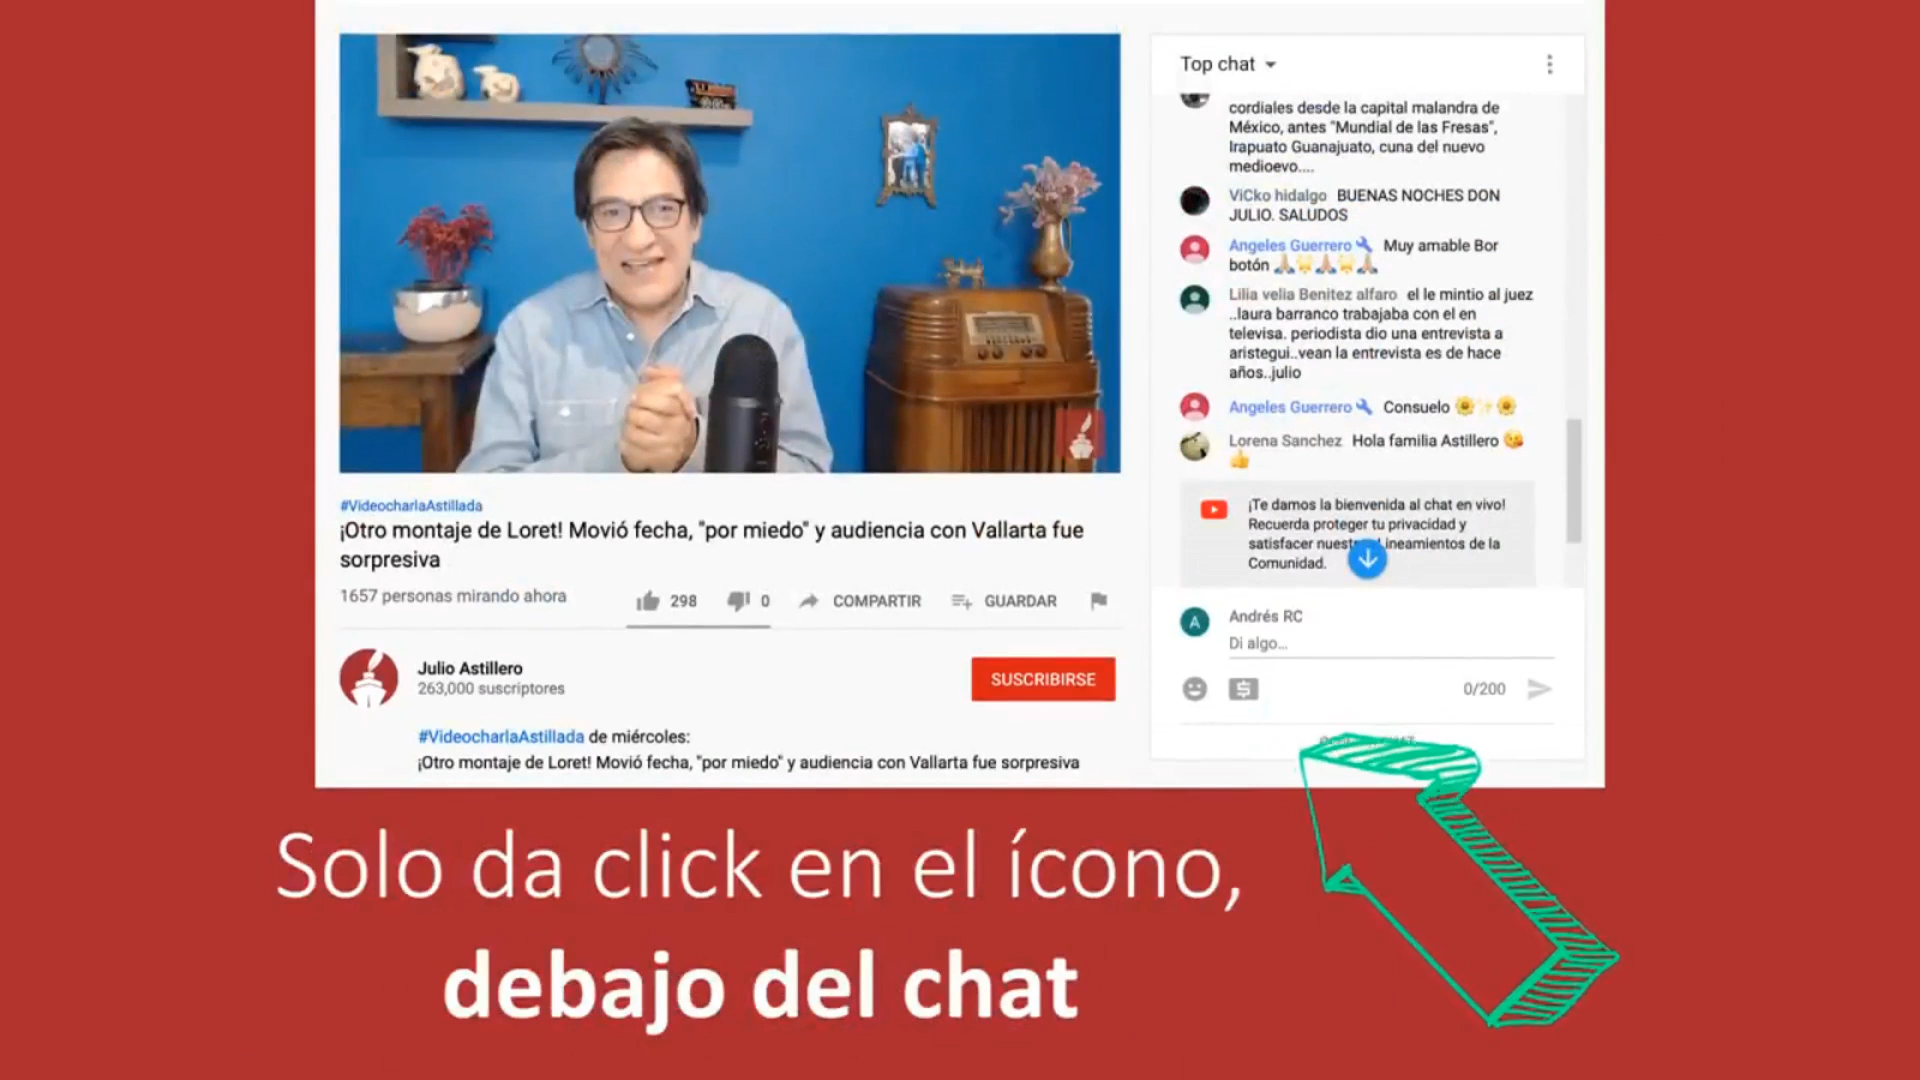 Top chat
cordiales desde la capital malandra de
México, antes "Mundial de las Fresas",
Irapuato Guanajuato, cuna del nuevo
medioevo....
ViCko hidalgo BUENAS NOCHES DON
JULIO. SALUDOS
Angeles Guerrero Muy amable Bor
botón 🙏🏼🤗🙏🏼🤗🙏🏼
Lilia velia Benitez alfaro el le mintio al juez
..laura barranco trabajaba con el en
televisa. periodista dio una entrevista a
aristegui..vean la entrevista es de hace
años..julio
Angeles Guerrero Consuelo 🌼✨🌼
Lorena Sanchez Hola familia Astillero 😘
👍
¡Te damos la bienvenida al chat en vivo!
Recuerda proteger tu privacidad y
satisfacer lineamientos de la
Comunidad.
Andrés RC
Di algo...
0/200
#VideocharlaAstillada
¡Otro montaje de Loret! Movió fecha, "por miedo" y audiencia con Vallarta fue
sorpresiva
1657 personas mirando ahora
298 0 COMPARTIR GUARDAR
Julio Astillero
263,000 suscriptores
SUSCRIBIRSE
#VideocharlaAstillada de miércoles:
¡Otro montaje de Loret! Movió fecha, "por miedo" y audiencia con Vallarta fue sorpresiva
Solo da click en el ícono,
debajo del chat